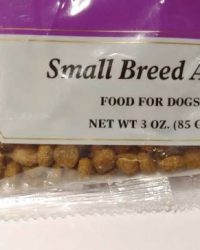 Small Breed A
FOOD FOR DOGS
NET WT 3 OZ. (85 G